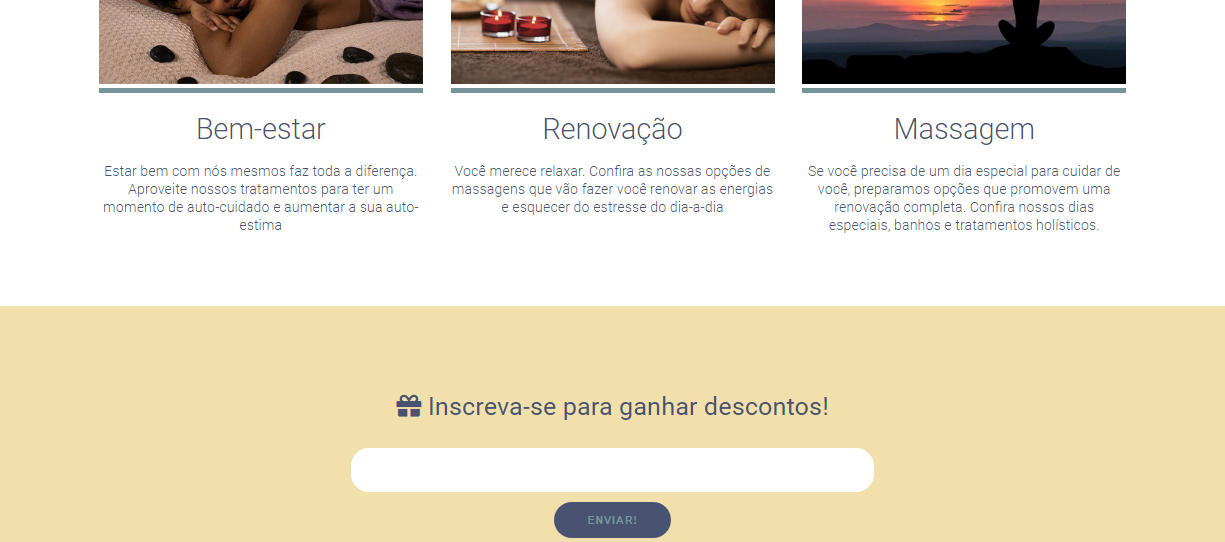 Bem-estar
Estar bem com nós mesmos faz toda a diferença.
Aproveite nossos tratamentos para ter um
momento de auto-cuidado e aumentar a sua auto-
estima
Renovação
Você merece relaxar. Confira as nossas opções de
massagens que vão fazer você renovar as energias
e esquecer do estresse do dia-a-dia
Massagem
Se você precisa de um dia especial para cuidar de
você, preparamos opções que promovem uma
renovação completa. Confira nossos dias
especiais, banhos e tratamentos holísticos.
Inscreva-se para ganhar descontos!
ENVIAR!